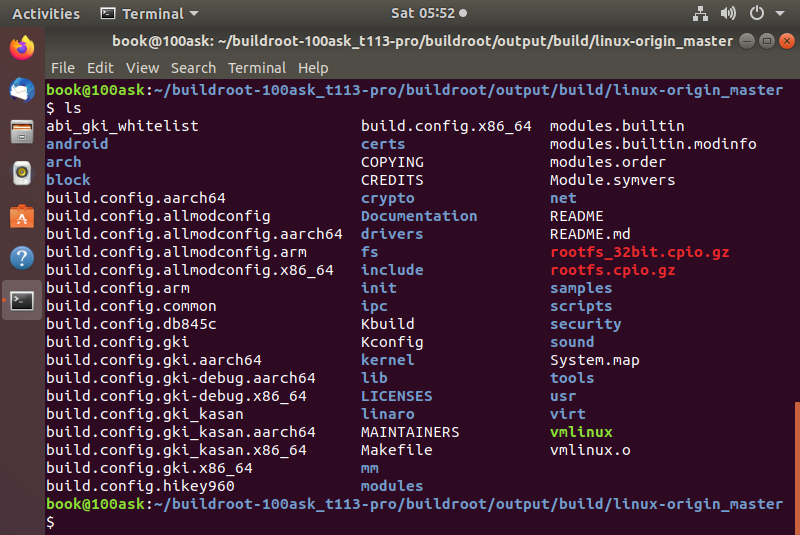 Activities Terminal Sat 05:52
book@100ask: ~/buildroot-100ask_t113-pro/buildroot/output/build/linux-origin_master
File Edit View Search Terminal Help
book@100ask:~/buildroot-100ask_t113-pro/buildroot/output/build/linux-origin_master
$ ls
abi_gki_whitelist build.config.x86_64 modules.builtin
android certs modules.builtin.modinfo
arch COPYING modules.order
block CREDITS Module.symvers
build.config.aarch64 crypto net
build.config.allmodconfig Documentation README
build.config.allmodconfig.aarch64 drivers README.md
build.config.allmodconfig.arm fs rootfs_32bit.cpio.gz
build.config.allmodconfig.x86_64 include rootfs.cpio.gz
build.config.arm init samples
build.config.common ipc scripts
build.config.db845c Kbuild security
build.config.gki Kconfig sound
build.config.gki.aarch64 kernel System.map
build.config.gki-debug.aarch64 lib tools
build.config.gki-debug.x86_64 LICENSES usr
build.config.gki_kasan linaro virt
build.config.gki_kasan.aarch64 MAINTAINERS vmlinux
build.config.gki_kasan.x86_64 Makefile vmlinux.o
build.config.gki.x86_64 mm
build.config.hikey960 modules
book@100ask:~/buildroot-100ask_t113-pro/buildroot/output/build/linux-origin_master
$